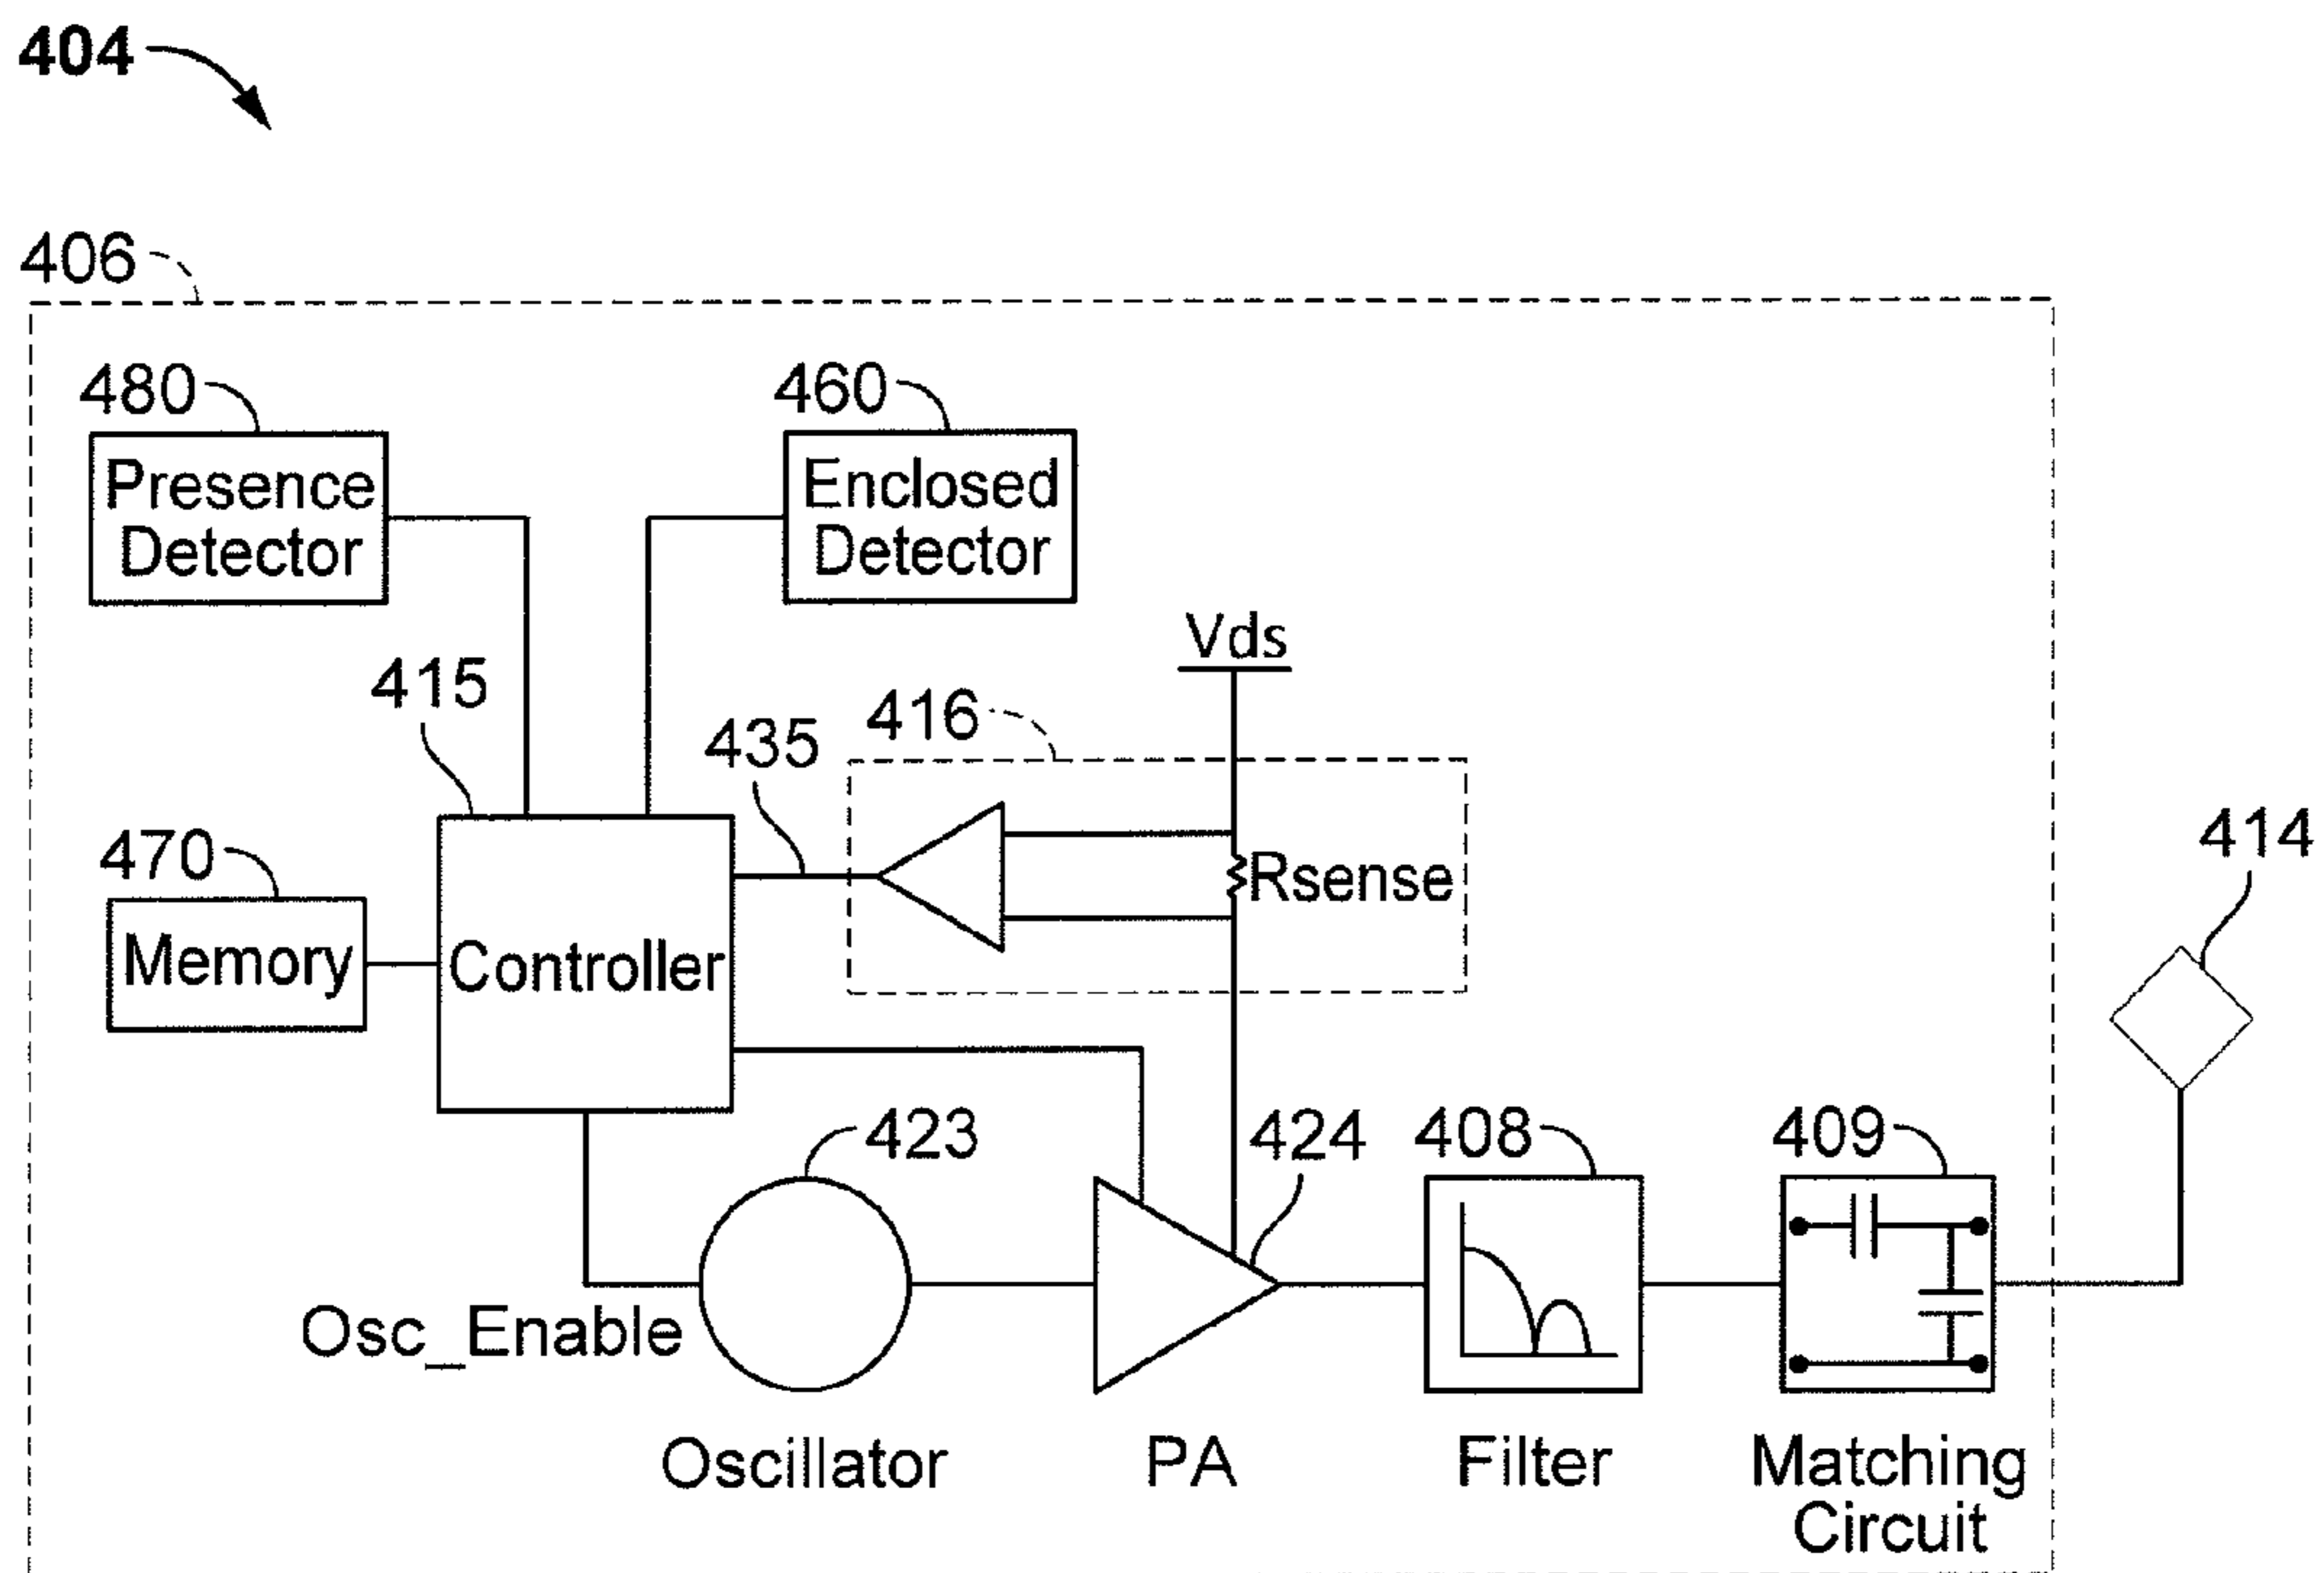 404
406
480
460
Presence
Detector
Enclosed
Detector
Vds
415
416
435
414
470
Rsense
Memory
Controller
423
424
408
409
Osc_Enable
Oscillator
PA
Filter
Matching
Circuit